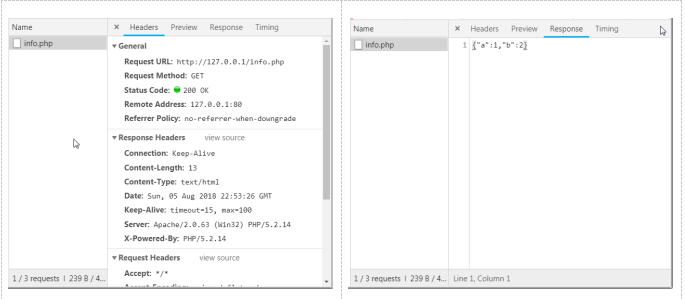 Name
× Headers Preview Response Timing
info.php
▼ General
Request URL: http://127.0.0.1/info.php
Request Method: GET
Status Code: 200 OK
Remote Address: 127.0.0.1:80
Referrer Policy: no-referrer-when-downgrade
▼ Response Headers view source
Connection: Keep-Alive
Content-Length: 13
Content-Type: text/html
Date: Sun, 05 Aug 2018 22:53:26 GMT
Keep-Alive: timeout=15, max=100
Server: Apache/2.0.63 (Win32) PHP/5.2.14
X-Powered-By: PHP/5.2.14
▼ Request Headers view source
Accept: */*
1 / 3 requests | 239 B / 4...
Name
× Headers Preview Response Timing
info.php
1 {"a":1,"b":2}
1 / 3 requests | 239 B / 4...
Line 1, Column 1